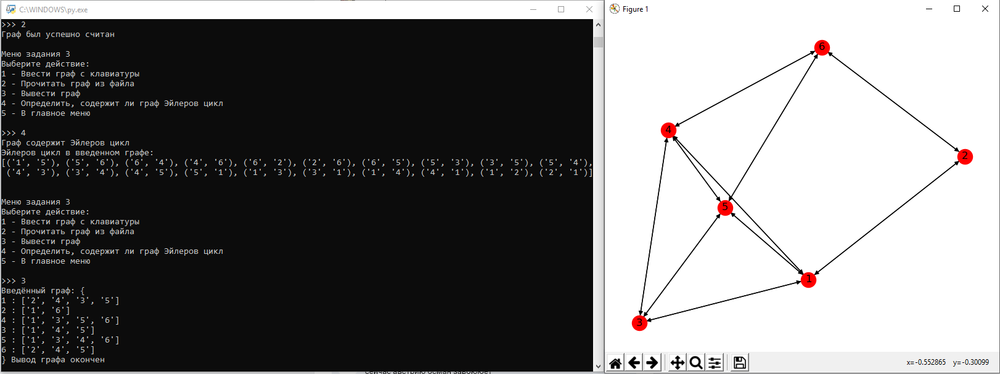 C:\WINDOWS\py.exe
>>> 2
Граф был успешно считан
Меню задания 3
Выберите действие:
1 - Ввести граф с клавиатуры
2 - Прочитать граф из файла
3 - Вывести граф
4 - Определить, содержит ли граф Эйлеров цикл
5 - В главное меню
>>> 4
Граф содержит Эйлеров цикл
Эйлеров цикл в введенном графе:
[('1', '5'), ('5', '6'), ('6', '4'), ('4', '6'), ('6', '2'), ('2', '6'), ('6', '5'), ('5', '3'), ('3', '5'), ('5', '4'),
('4', '3'), ('3', '4'), ('4', '5'), ('5', '1'), ('1', '3'), ('3', '1'), ('1', '4'), ('4', '1'), ('1', '2'), ('2', '1')]
Меню задания 3
Выберите действие:
1 - Ввести граф с клавиатуры
2 - Прочитать граф из файла
3 - Вывести граф
4 - Определить, содержит ли граф Эйлеров цикл
5 - В главное меню
>>> 3
Введённый граф: {
1 : ['2', '4', '3', '5']
2 : ['1', '6']
4 : ['1', '3', '5', '6']
3 : ['1', '4', '5']
5 : ['1', '3', '4', '6']
6 : ['2', '4', '5']
} Вывод графа окончен
Figure 1
6
4
2
5
1
3
x=-0.552865 y=-0.30099